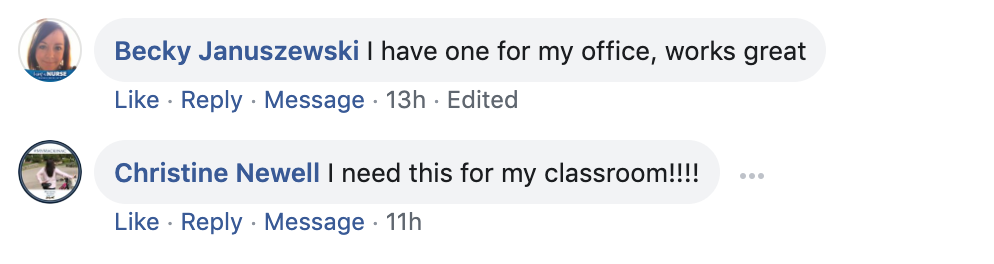 Becky Januszewski I have one for my office, works great
Like · Reply · Message · 13h · Edited
Christine Newell I need this for my classroom!!!!
Like · Reply · Message · 11h